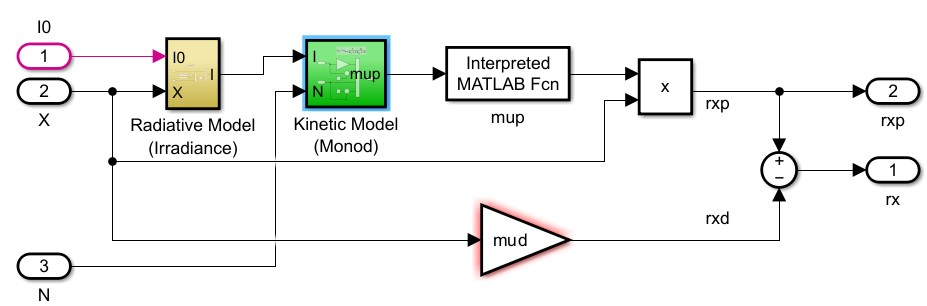 I0
1
I0
X
I
Radiative Model
(Irradiance)
I
N
mup
Kinetic Model
(Monod)
Interpreted
MATLAB Fcn
mup
x
rxp
2
rxp
2
X
+
−
1
rx
mud
rxd
3
N